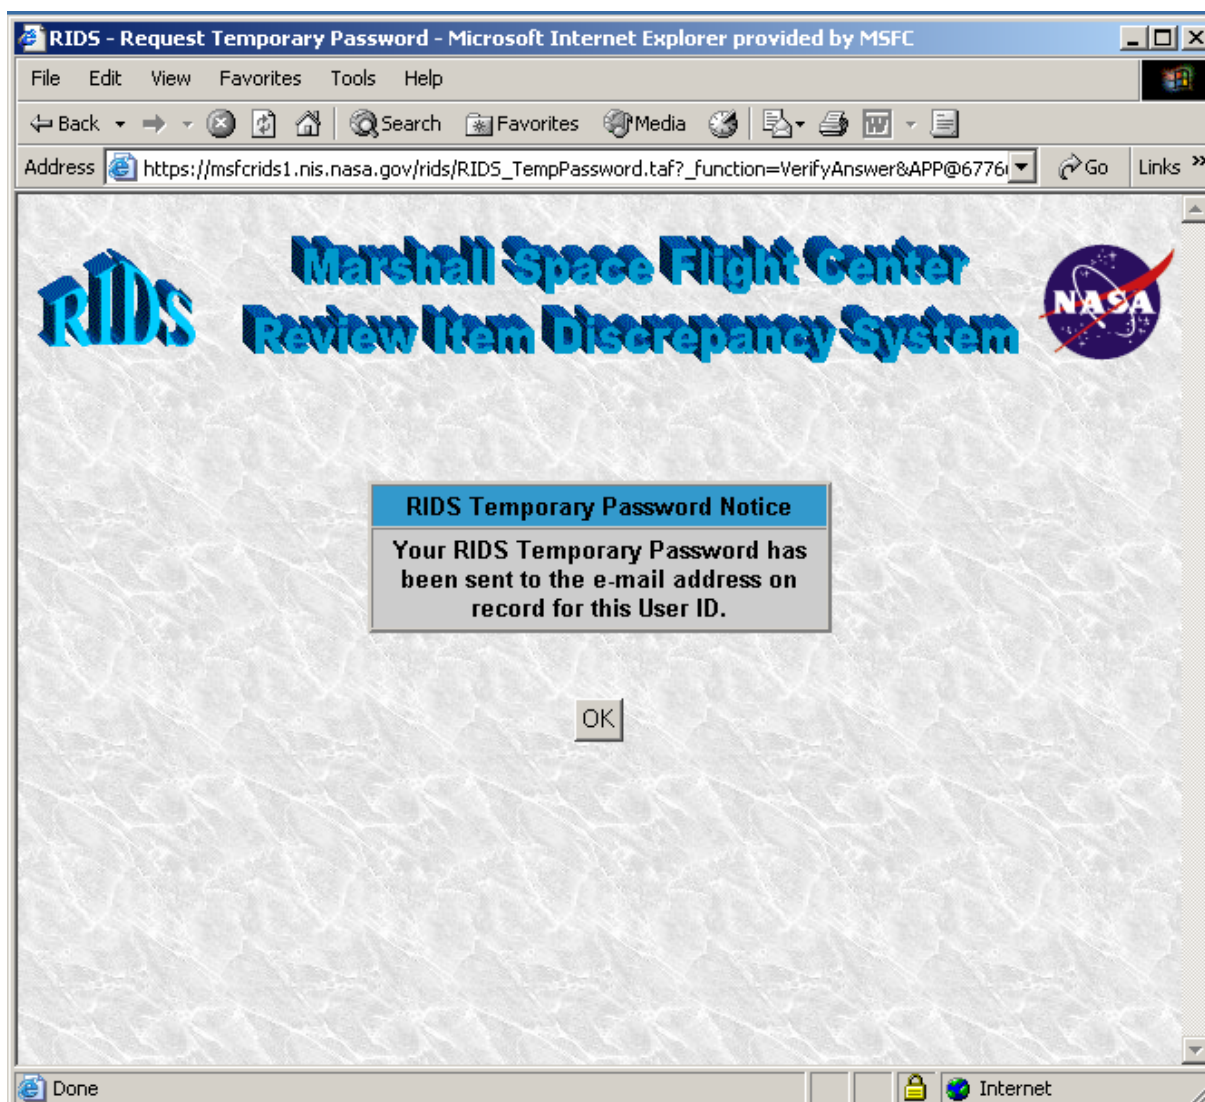 RIDS - Request Temporary Password - Microsoft Internet Explorer provided by MSFC
File Edit View Favorites Tools Help
Back Search Favorites Media
Address https://msfcrids1.nis.nasa.gov/rids/RIDS_TempPassword.taf?_function=VerifyAnswer&APP@6776 Go Links »
RIDS
Marshall Space Flight Center
Review Item Discrepancy System
NASA
RIDS Temporary Password Notice
Your RIDS Temporary Password has
been sent to the e-mail address on
record for this User ID.
OK
Done Internet